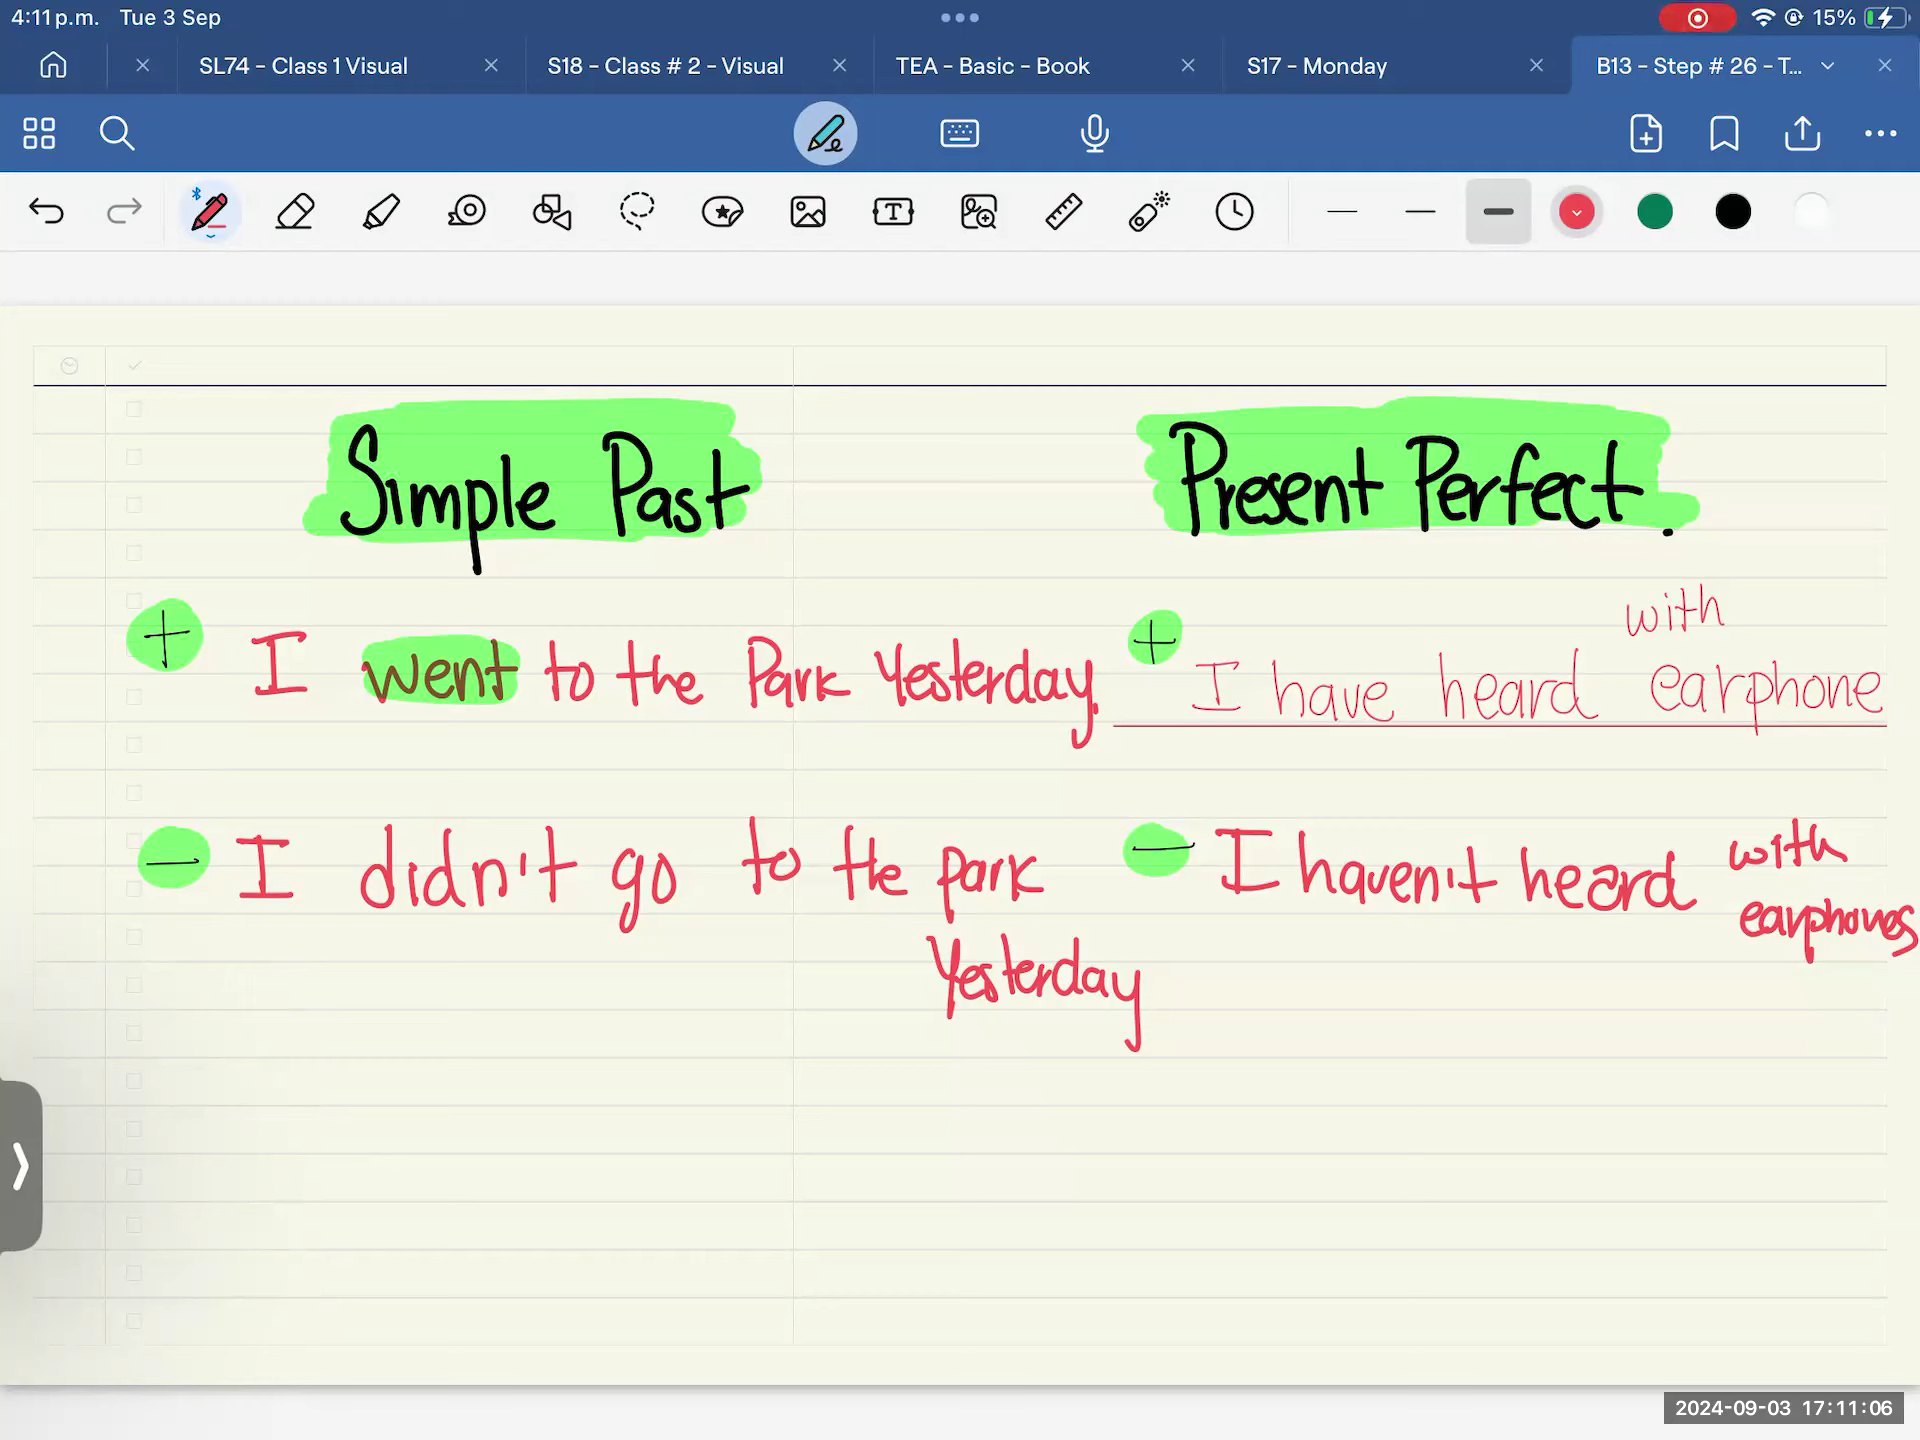 4:11 p.m. Tue 3 Sep
15%
SL74 - Class 1 Visual
S18 - Class # 2 - Visual
TEA - Basic - Book
S17 - Monday
B13 - Step # 26 - T...
Simple Past
Present Perfect.
+ I went to the Park Yesterday.
+ I have heard with earphone
- I didn't go to the park
Yesterday
- I haven't heard with
earphones
2024-09-03 17:11:06